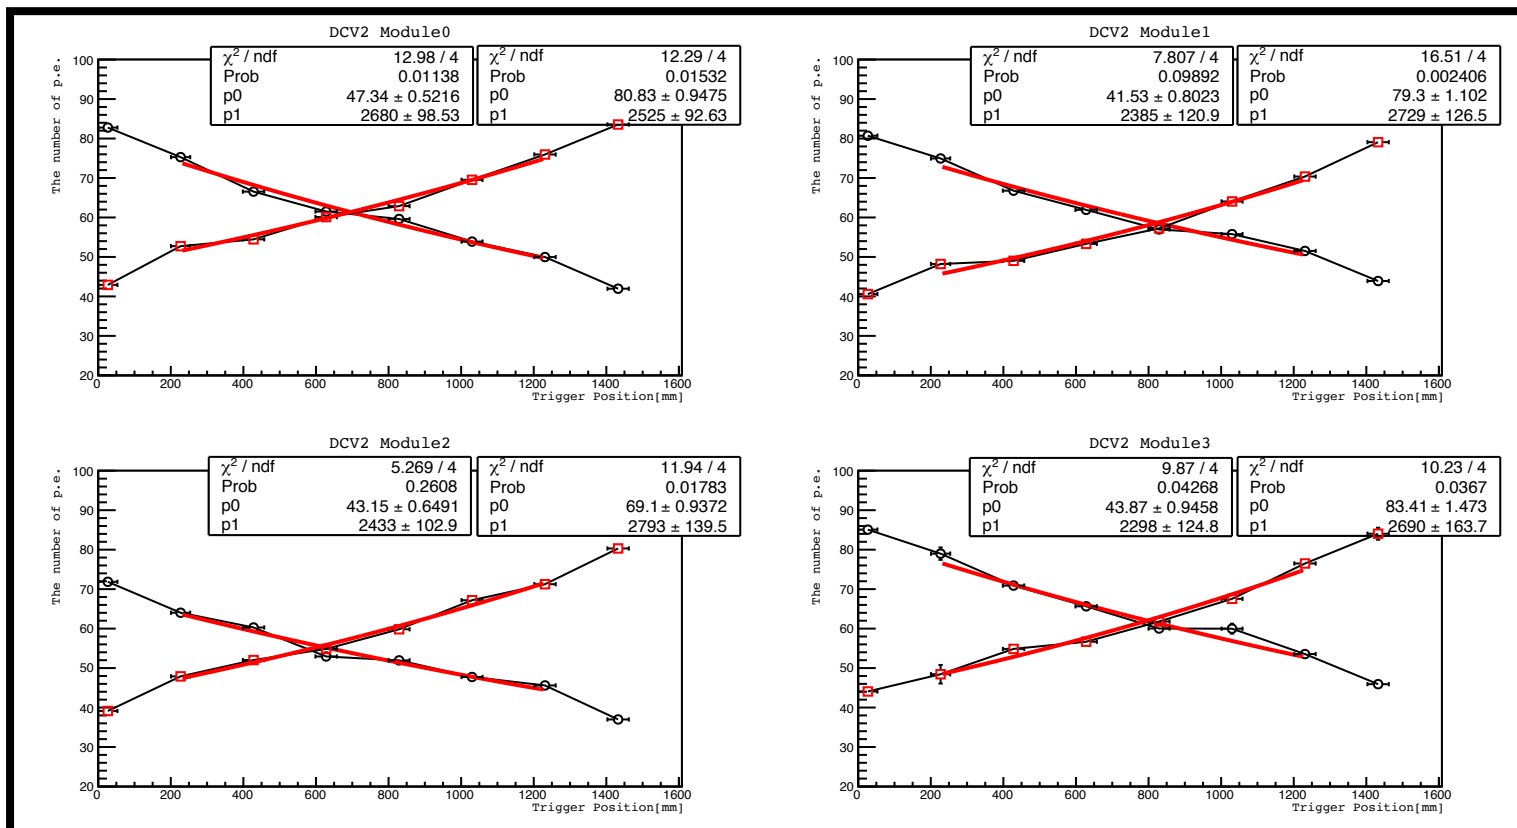 DCV2 Module0
χ² / ndf 12.98 / 4
Prob 0.01138
p0 47.34 ± 0.5216
p1 2680 ± 98.53
χ² / ndf 12.29 / 4
Prob 0.01532
p0 80.83 ± 0.9475
p1 2525 ± 92.63
The number of p.e.
100
90
80
70
60
50
40
30
20
0 200 400 600 800 1000 1200 1400 1600
Trigger Position[mm]
DCV2 Module1
χ² / ndf 7.807 / 4
Prob 0.09892
p0 41.53 ± 0.8023
p1 2385 ± 120.9
χ² / ndf 16.51 / 4
Prob 0.002406
p0 79.3 ± 1.102
p1 2729 ± 126.5
The number of p.e.
100
90
80
70
60
50
40
30
20
0 200 400 600 800 1000 1200 1400 1600
Trigger Position[mm]
DCV2 Module2
χ² / ndf 5.269 / 4
Prob 0.2608
p0 43.15 ± 0.6491
p1 2433 ± 102.9
χ² / ndf 11.94 / 4
Prob 0.01783
p0 69.1 ± 0.9372
p1 2793 ± 139.5
The number of p.e.
100
90
80
70
60
50
40
30
20
0 200 400 600 800 1000 1200 1400 1600
Trigger Position[mm]
DCV2 Module3
χ² / ndf 9.87 / 4
Prob 0.04268
p0 43.87 ± 0.9458
p1 2298 ± 124.8
χ² / ndf 10.23 / 4
Prob 0.0367
p0 83.41 ± 1.473
p1 2690 ± 163.7
The number of p.e.
100
90
80
70
60
50
40
30
20
0 200 400 600 800 1000 1200 1400 1600
Trigger Position[mm]